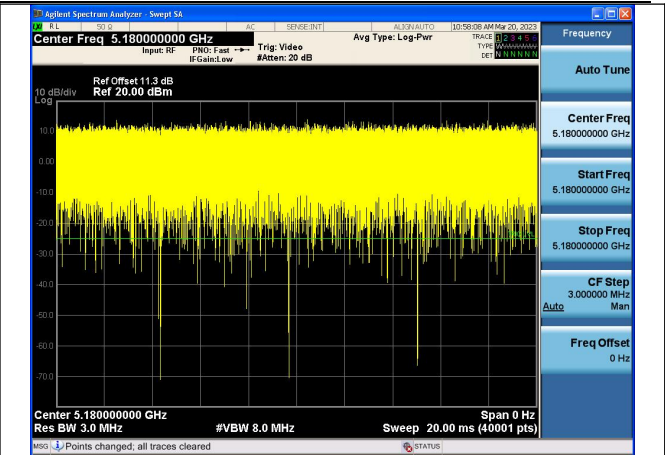 Agilent Spectrum Analyzer - Swept SA
RL 50 Ω AC SENSE:INT ALIGNAUTO 10:58:08 AM Mar 20, 2023
Center Freq 5.180000000 GHz Avg Type: Log-Pwr TRACE 1 2 3 4 5 6
Input: RF PNO: Fast Trig: Video TYPE
IFGain:Low #Atten: 20 dB DET N N N N N N
Ref Offset 11.3 dB
10 dB/div Ref 20.00 dBm
Log
10.0
0.00
-10.0
-20.0
-30.0
-40.0
-50.0
-60.0
-70.0
Center 5.180000000 GHz Span 0 Hz
Res BW 3.0 MHz #VBW 8.0 MHz Sweep 20.00 ms (40001 pts)
MSG Points changed; all traces cleared STATUS
Frequency
Auto Tune
Center Freq
5.180000000 GHz
Start Freq
5.180000000 GHz
Stop Freq
5.180000000 GHz
CF Step
3.000000 MHz
Auto Man
Freq Offset
0 Hz